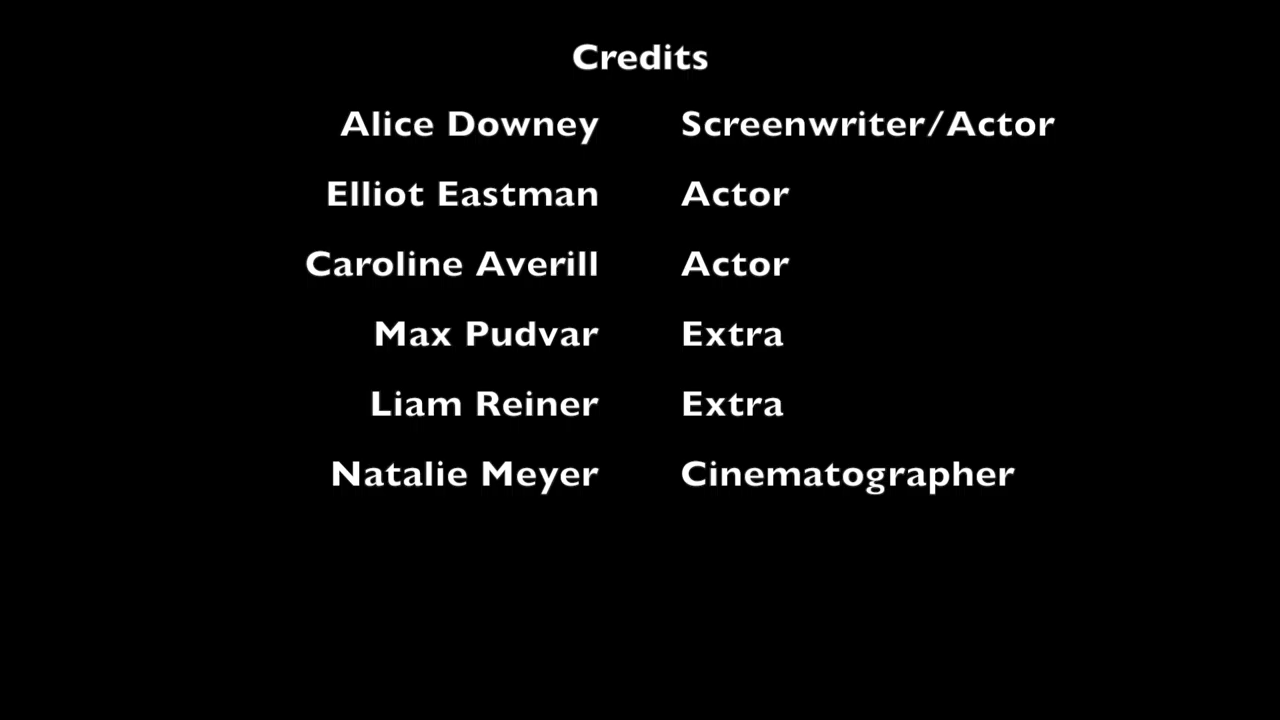 Credits
Alice Downey Screenwriter/Actor
Elliot Eastman Actor
Caroline Averill Actor
Max Pudvar Extra
Liam Reiner Extra
Natalie Meyer Cinematographer